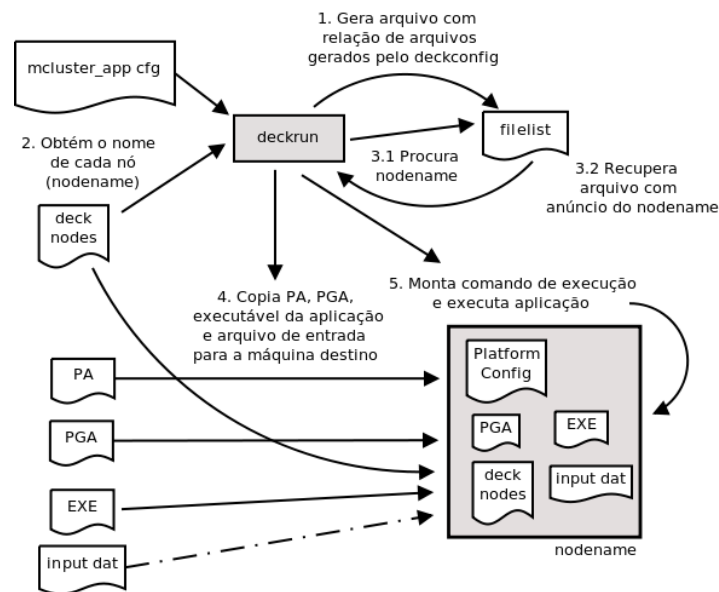 1. Gera arquivo com
relação de arquivos
gerados pelo deckconfig
mcluster_app cfg
deckrun
filelist
2. Obtém o nome
de cada nó
(nodename)
3.1 Procura
nodename
3.2 Recupera
arquivo com
anúncio do nodename
deck
nodes
4. Copia PA, PGA,
executável da aplicação
e arquivo de entrada
para a máquina destino
5. Monta comando de execução
e executa aplicação
PA
PGA
EXE
input dat
Platform
Config
PGA
EXE
deck
nodes
input dat
nodename